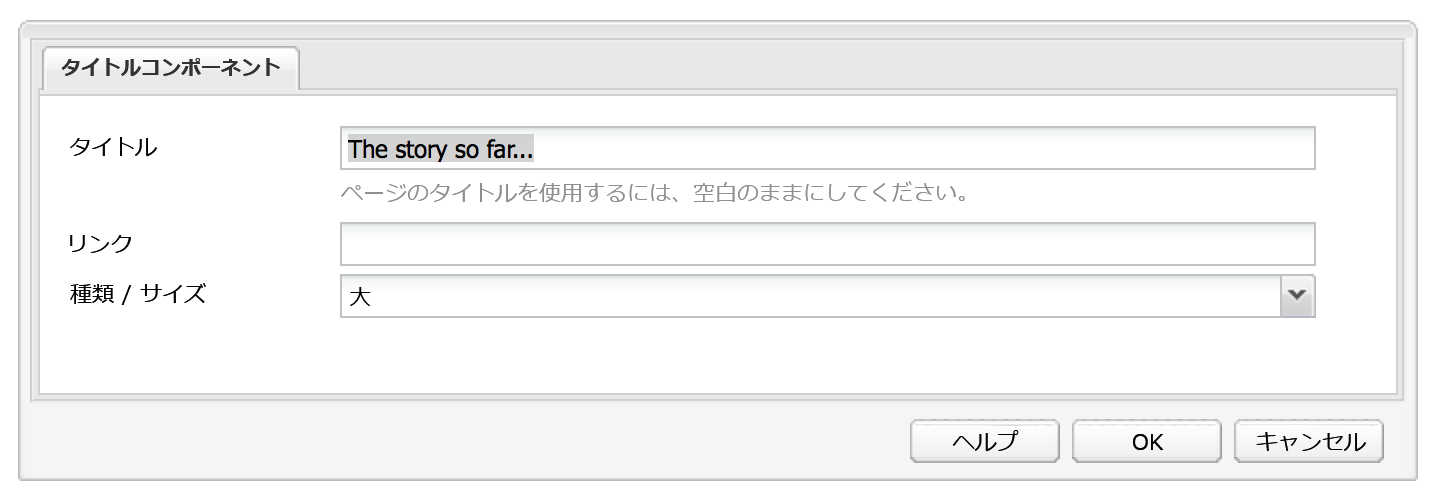 タイトルコンポーネント
タイトル The story so far...
ページのタイトルを使用するには、空白のままにしてください。
リンク
種類 / サイズ 大
ヘルプ OK キャンセル